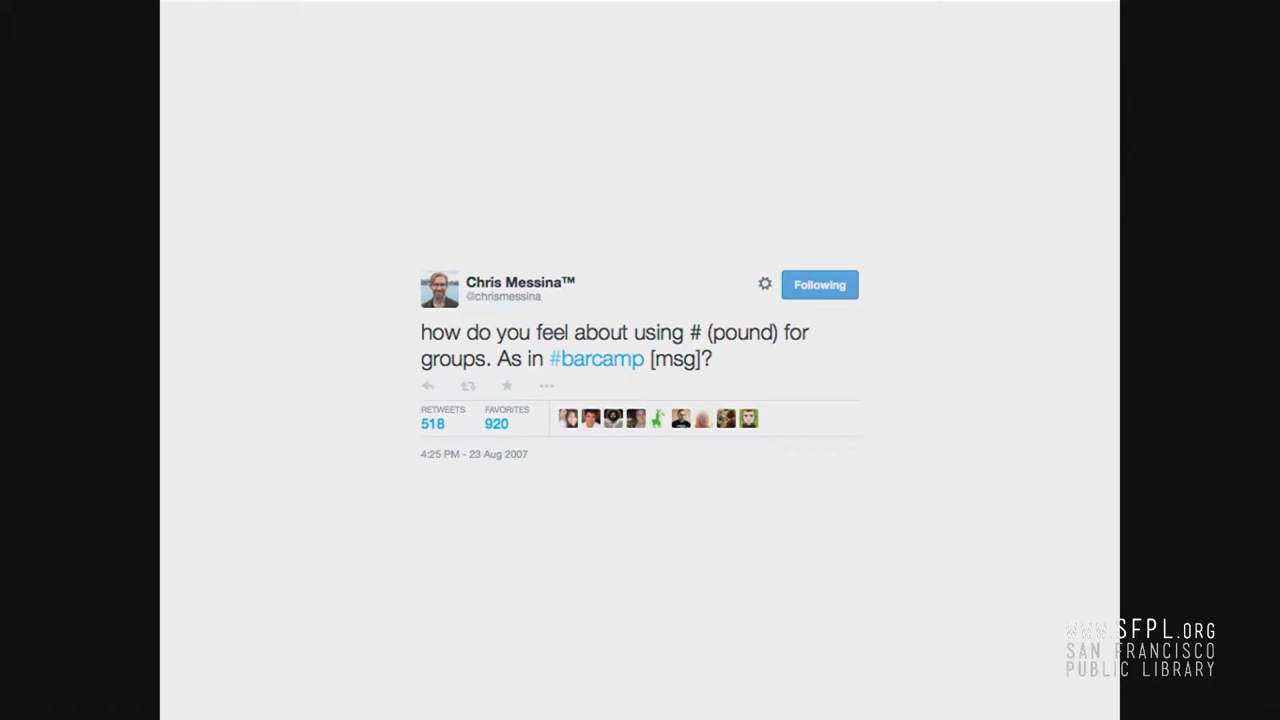 Chris Messina™
@chrismessina
Following
how do you feel about using # (pound) for
groups. As in #barcamp [msg]?
RETWEETS FAVORITES
518 920
4:25 PM - 23 Aug 2007
WWW.SFPL.ORG
SAN FRANCISCO
PUBLIC LIBRARY